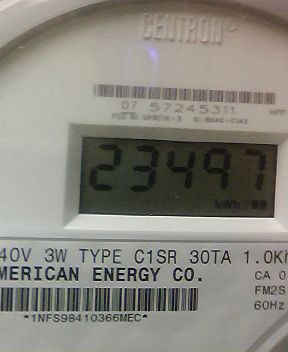 CENTRON®
07 57245311
23497
kWh
40V 3W TYPE C1SR 30TA 1.0Kh
MERICAN ENERGY CO.
CA 0
FM2S
60Hz
*1NFS98410366MEC*